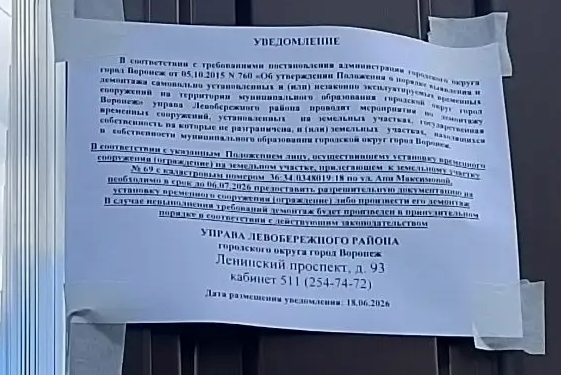 УВЕДОМЛЕНИЕ
В соответствии с требованиями постановления администрации городского округа
город Воронеж от 05.10.2015 N 760 «Об утверждении Положения о порядке выявления и
демонтажа самовольно установленных и (или) незаконно эксплуатируемых временных
сооружений на территории муниципального образования городской округ город
Воронеж» управа Левобережного района проводит мероприятия по демонтажу
временных сооружений, установленных на земельных участках, государственная
собственность на которые не разграничена, и (или) земельных участках, находящихся
в собственности муниципального образования городской округ город Воронеж.
В соответствии с указанным Положением лицу, осуществившему установку временного
сооружения (ограждение) на земельном участке, прилегающем к земельному участку
№ 69 с кадастровым номером 36:34:0348019:18 по ул. Ани Максимовой,
необходимо в срок до 06.07.2026 предоставить разрешительную документацию на
установку временного сооружения (ограждение) либо произвести его демонтаж
В случае невыполнения требований демонтаж будет произведен в принудительном
порядке в соответствии с действующим законодательством
УПРАВА ЛЕВОБЕРЕЖНОГО РАЙОНА
городского округа город Воронеж
Ленинский проспект, д. 93
кабинет 511 (254-74-72)
Дата размещения уведомления: 18.06.2026